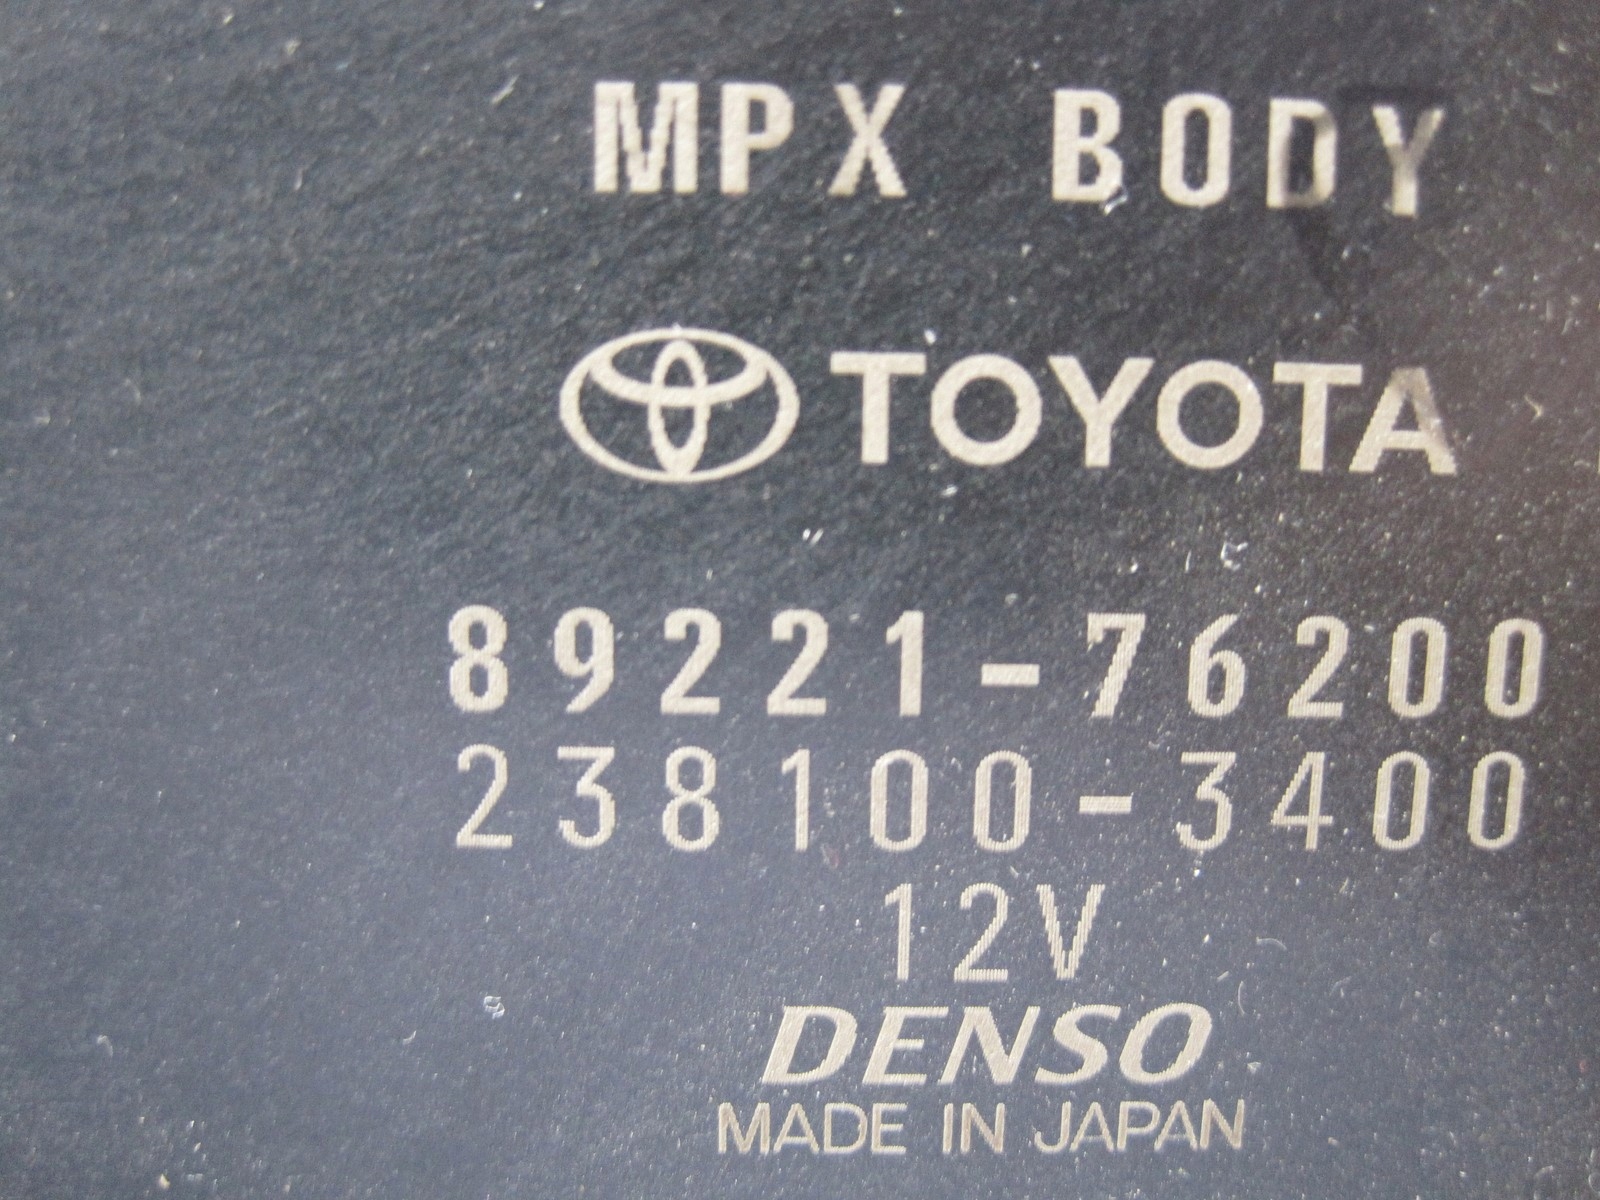 MPX BODY
TOYOTA
89221-76200
238100-3400
12V
DENSO
MADE IN JAPAN